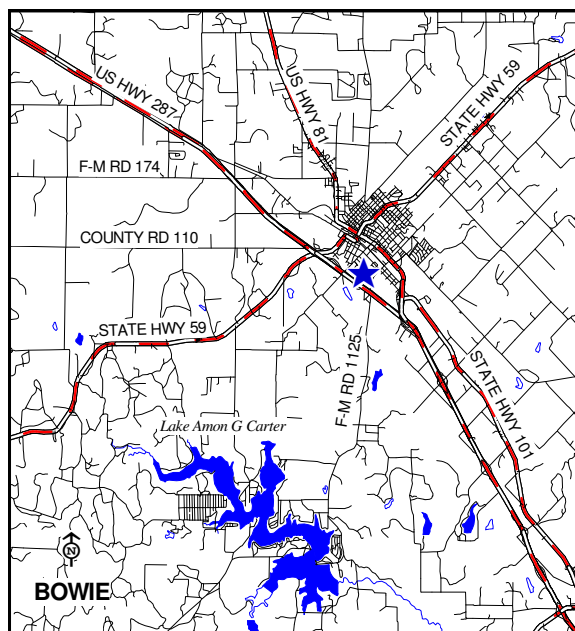 US HWY 287
US HWY 81
STATE HWY 59
F-M RD 174
COUNTY RD 110
STATE HWY 59
F-M RD 1125
STATE HWY 101
Lake Amon G Carter
N
BOWIE